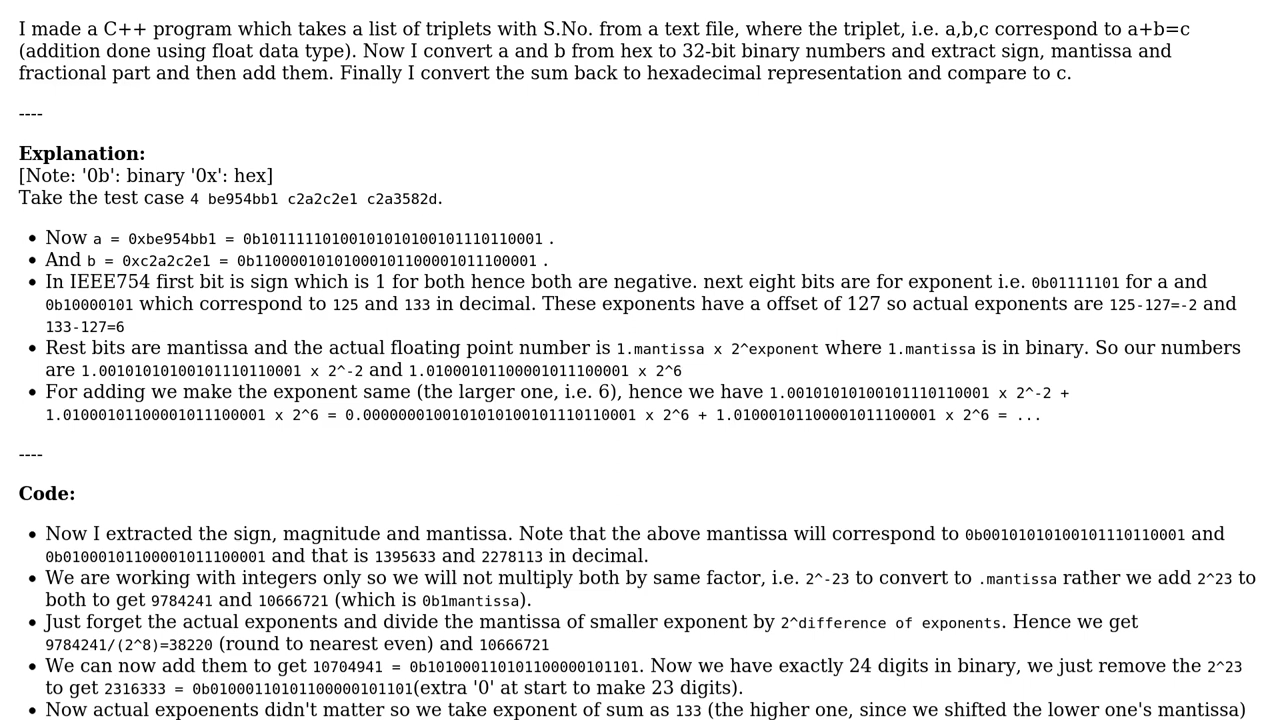 I made a C++ program which takes a list of triplets with S.No. from a text file, where the triplet, i.e. a,b,c correspond to a+b=c
(addition done using float data type). Now I convert a and b from hex to 32-bit binary numbers and extract sign, mantissa and
fractional part and then add them. Finally I convert the sum back to hexadecimal representation and compare to c.
----
Explanation:
[Note: '0b': binary '0x': hex]
Take the test case 4 be954bb1 c2a2c2e1 c2a3582d.
• Now a = 0xbe954bb1 = 0b10111110100101010100101110110001 .
• And b = 0xc2a2c2e1 = 0b11000010101000101100001011100001 .
• In IEEE754 first bit is sign which is 1 for both hence both are negative. next eight bits are for exponent i.e. 0b01111101 for a and
0b10000101 which correspond to 125 and 133 in decimal. These exponents have a offset of 127 so actual exponents are 125-127=-2 and
133-127=6
• Rest bits are mantissa and the actual floating point number is 1.mantissa x 2^exponent where 1.mantissa is in binary. So our numbers
are 1.00101010100101110110001 x 2^-2 and 1.01000101100001011100001 x 2^6
• For adding we make the exponent same (the larger one, i.e. 6), hence we have 1.00101010100101110110001 x 2^-2 +
1.01000101100001011100001 x 2^6 = 0.0000000100101010100101110110001 x 2^6 + 1.01000101100001011100001 x 2^6 = ...
----
Code:
• Now I extracted the sign, magnitude and mantissa. Note that the above mantissa will correspond to 0b00101010100101110110001 and
0b01000101100001011100001 and that is 1395633 and 2278113 in decimal.
• We are working with integers only so we will not multiply both by same factor, i.e. 2^-23 to convert to .mantissa rather we add 2^23 to
both to get 9784241 and 10666721 (which is 0b1mantissa).
• Just forget the actual exponents and divide the mantissa of smaller exponent by 2^difference of exponents. Hence we get
9784241/(2^8)=38220 (round to nearest even) and 10666721
• We can now add them to get 10704941 = 0b101000110101100000101101. Now we have exactly 24 digits in binary, we just remove the 2^23
to get 2316333 = 0b01000110101100000101101(extra '0' at start to make 23 digits).
• Now actual expoenents didn't matter so we take exponent of sum as 133 (the higher one, since we shifted the lower one's mantissa)